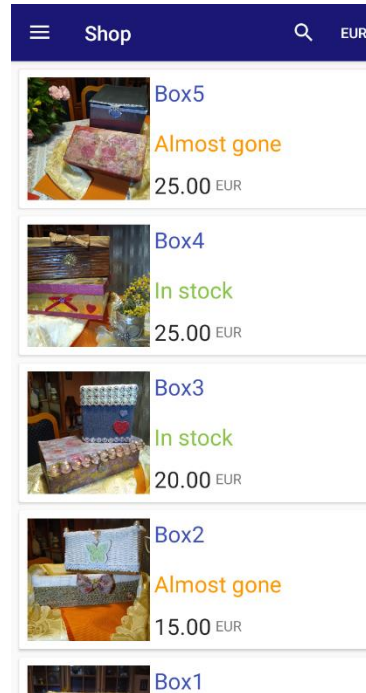 Shop EUR
Box5
Almost gone
25.00 EUR
Box4
In stock
25.00 EUR
Box3
In stock
20.00 EUR
Box2
Almost gone
15.00 EUR
Box1